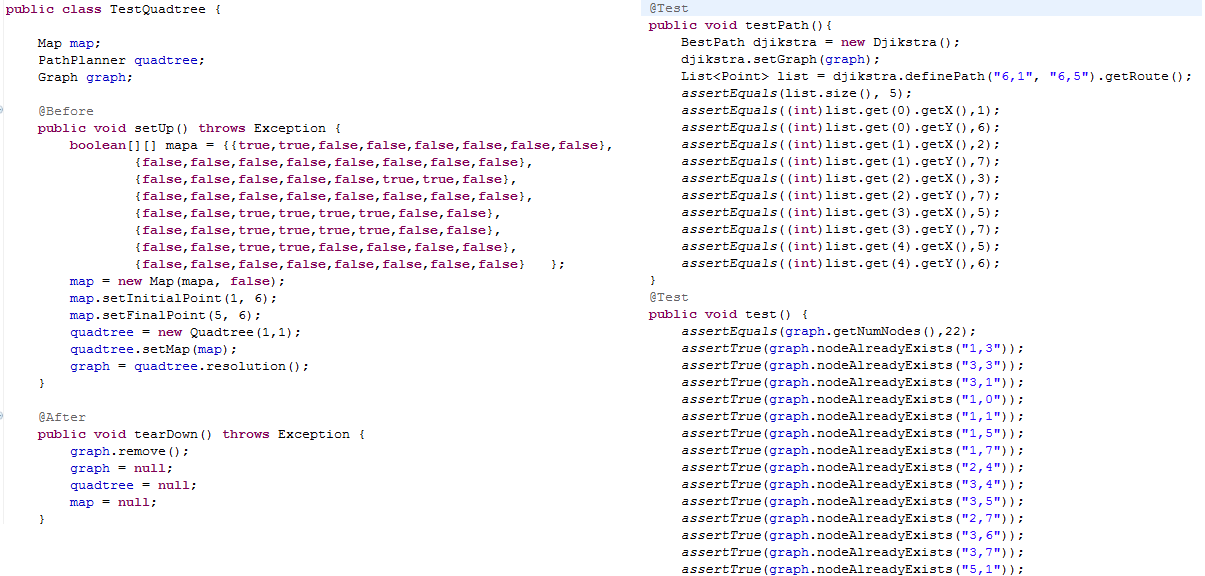 public class TestQuadtree {
Map map;
PathPlanner quadtree;
Graph graph;
@Before
public void setUp() throws Exception {
boolean[][] mapa = {{true,true,false,false,false,false,false,false},
{false,false,false,false,false,false,false,false},
{false,false,false,false,false,true,true,false},
{false,false,false,false,false,false,false,false},
{false,false,true,true,true,true,false,false},
{false,false,true,true,true,true,false,false},
{false,false,true,true,false,false,false,false},
{false,false,false,false,false,false,false,false}   };
map = new Map(mapa, false);
map.setInitialPoint(1, 6);
map.setFinalPoint(5, 6);
quadtree = new Quadtree(1,1);
quadtree.setMap(map);
graph = quadtree.resolution();
}
@After
public void tearDown() throws Exception {
graph.remove();
graph = null;
quadtree = null;
map = null;
}
@Test
public void testPath(){
BestPath djikstra = new Djikstra();
djikstra.setGraph(graph);
List<Point> list = djikstra.definePath("6,1", "6,5").getRoute();
assertEquals(list.size(), 5);
assertEquals((int)list.get(0).getX(),1);
assertEquals((int)list.get(0).getY(),6);
assertEquals((int)list.get(1).getX(),2);
assertEquals((int)list.get(1).getY(),7);
assertEquals((int)list.get(2).getX(),3);
assertEquals((int)list.get(2).getY(),7);
assertEquals((int)list.get(3).getX(),5);
assertEquals((int)list.get(3).getY(),7);
assertEquals((int)list.get(4).getX(),5);
assertEquals((int)list.get(4).getY(),6);
}
@Test
public void test() {
assertEquals(graph.getNumNodes(),22);
assertTrue(graph.nodeAlreadyExists("1,3"));
assertTrue(graph.nodeAlreadyExists("3,3"));
assertTrue(graph.nodeAlreadyExists("3,1"));
assertTrue(graph.nodeAlreadyExists("1,0"));
assertTrue(graph.nodeAlreadyExists("1,1"));
assertTrue(graph.nodeAlreadyExists("1,5"));
assertTrue(graph.nodeAlreadyExists("1,7"));
assertTrue(graph.nodeAlreadyExists("2,4"));
assertTrue(graph.nodeAlreadyExists("3,4"));
assertTrue(graph.nodeAlreadyExists("3,5"));
assertTrue(graph.nodeAlreadyExists("2,7"));
assertTrue(graph.nodeAlreadyExists("3,6"));
assertTrue(graph.nodeAlreadyExists("3,7"));
assertTrue(graph.nodeAlreadyExists("5,1"));